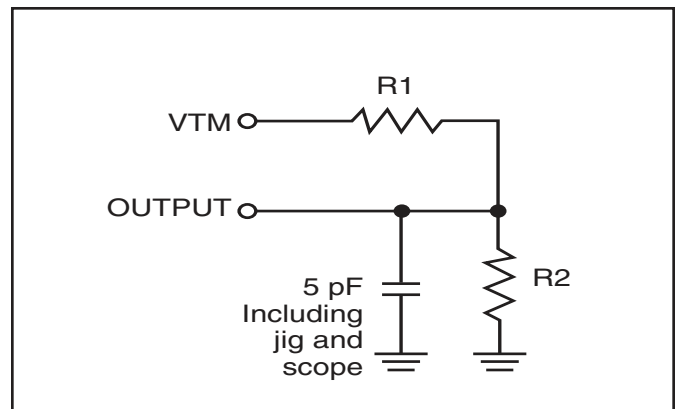 R1
VTM
OUTPUT
R2
5 pF
Including
jig and
scope